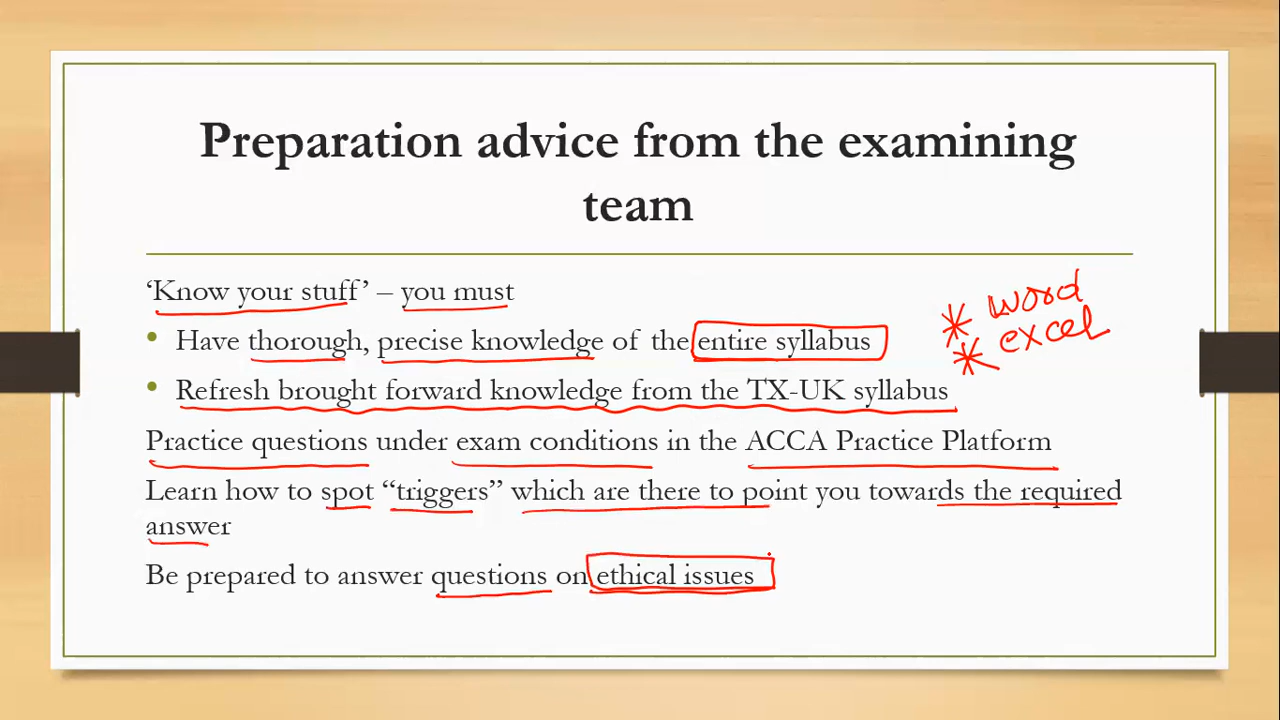 Preparation advice from the examining
team
‘Know your stuff’ – you must
* word
• Have thorough, precise knowledge of the entire syllabus
* excel
• Refresh brought forward knowledge from the TX-UK syllabus
Practice questions under exam conditions in the ACCA Practice Platform
Learn how to spot “triggers” which are there to point you towards the required
answer
Be prepared to answer questions on ethical issues